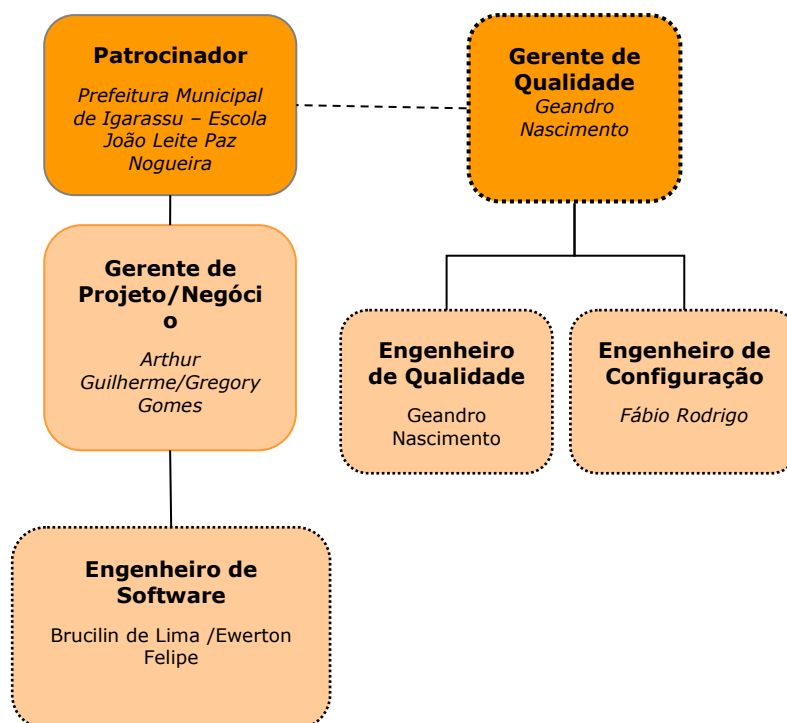 Patrocinador
Prefeitura Municipal
de Igarassu – Escola
João Leite Paz
Nogueira
Gerente de
Qualidade
Geandro
Nascimento
Gerente de
Projeto/Negóci
o
Arthur
Guilherme/Gregory
Gomes
Engenheiro
de Qualidade
Geandro
Nascimento
Engenheiro de
Configuração
Fábio Rodrigo
Engenheiro de
Software
Brucilin de Lima /Ewerton
Felipe